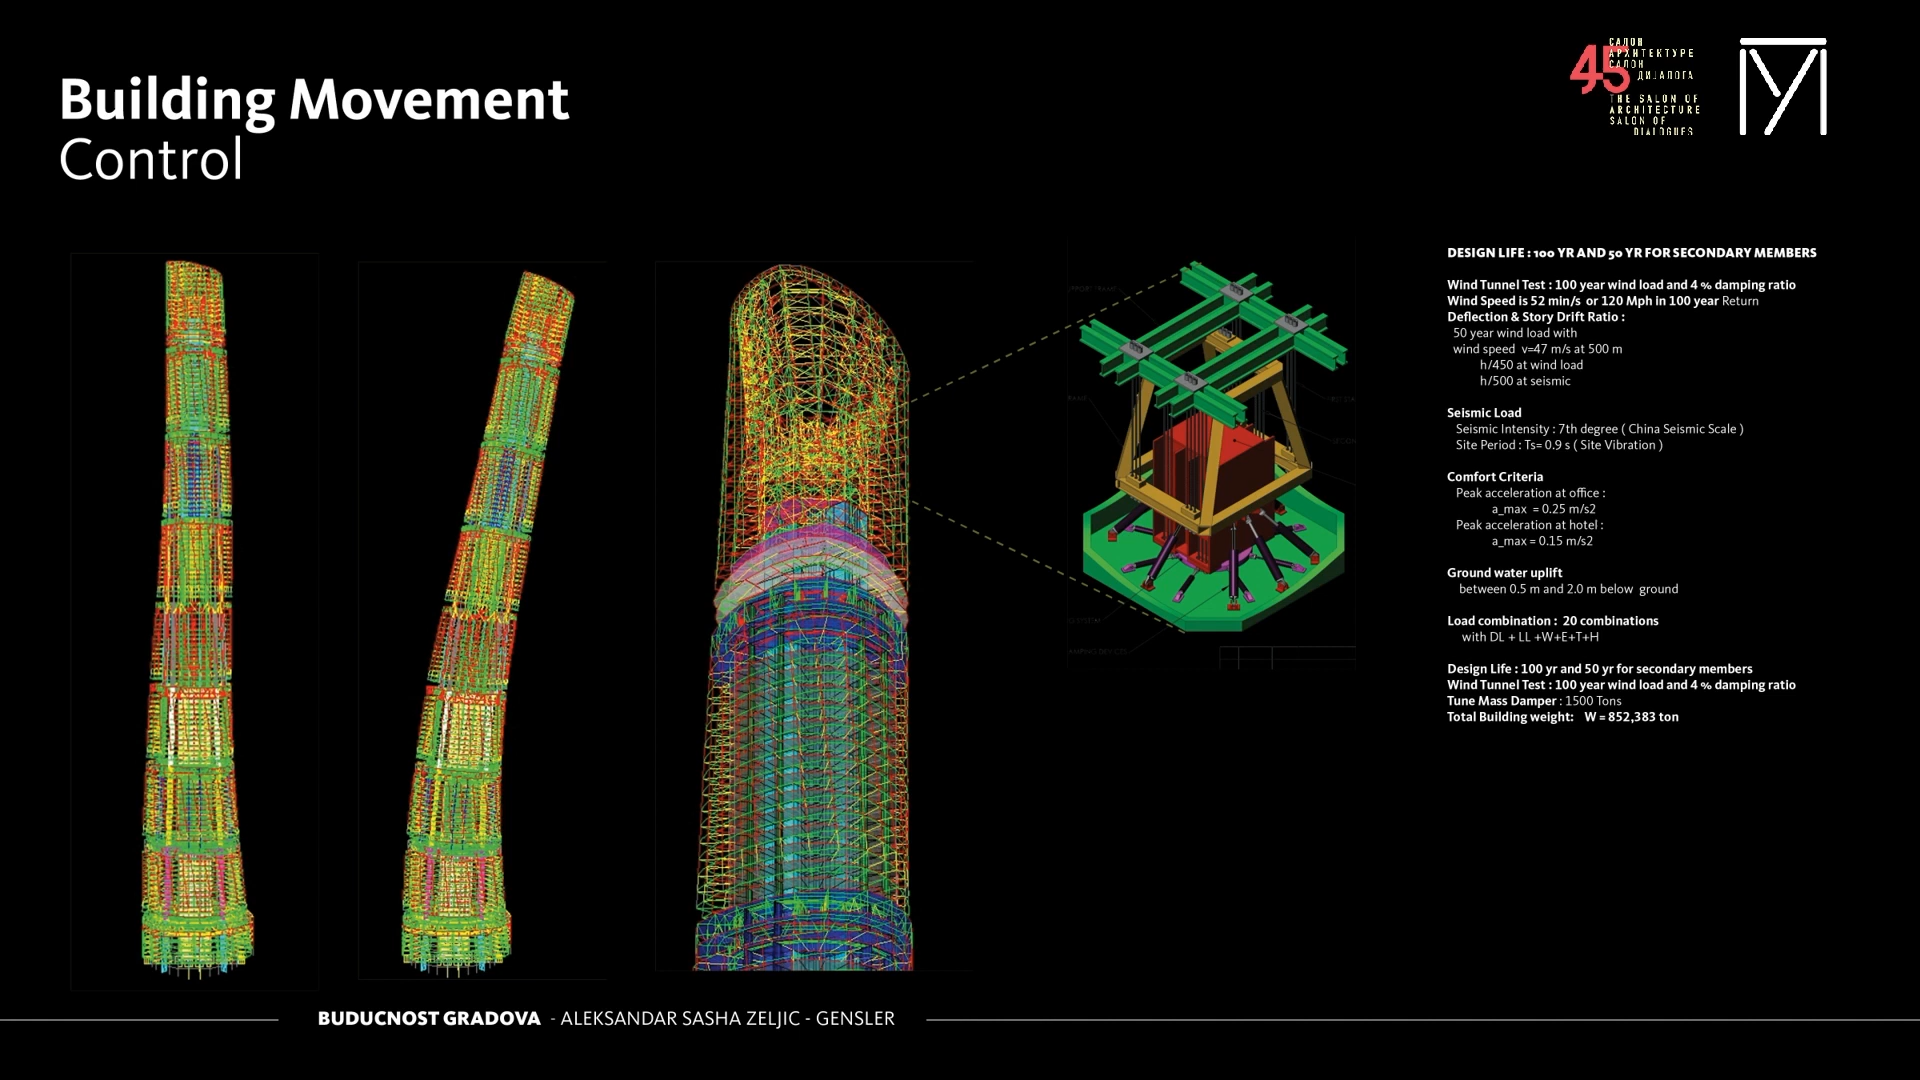 Building Movement
Control
45
САЛОН
АРХИТЕКТУРЕ
САЛОН
ДИЈАЛОГА
THE SALON OF
ARCHITECTURE
SALON OF
DIALOGUES
DESIGN LIFE : 100 YR AND 50 YR FOR SECONDARY MEMBERS
Wind Tunnel Test : 100 year wind load and 4 % damping ratio
Wind Speed is 52 min/s or 120 Mph in 100 year Return
Deflection & Story Drift Ratio :
50 year wind load with
wind speed v=47 m/s at 500 m
h/450 at wind load
h/500 at seismic
Seismic Load
Seismic Intensity : 7th degree ( China Seismic Scale )
Site Period : Ts= 0.9 s ( Site Vibration )
Comfort Criteria
Peak acceleration at office :
a_max = 0.25 m/s2
Peak acceleration at hotel :
a_max = 0.15 m/s2
Ground water uplift
between 0.5 m and 2.0 m below ground
Load combination : 20 combinations
with DL + LL +W+E+T+H
Design Life : 100 yr and 50 yr for secondary members
Wind Tunnel Test : 100 year wind load and 4 % damping ratio
Tune Mass Damper : 1500 Tons
Total Building weight: W = 852,383 ton
BUDUCNOST GRADOVA - ALEKSANDAR SASHA ZELJIC - GENSLER